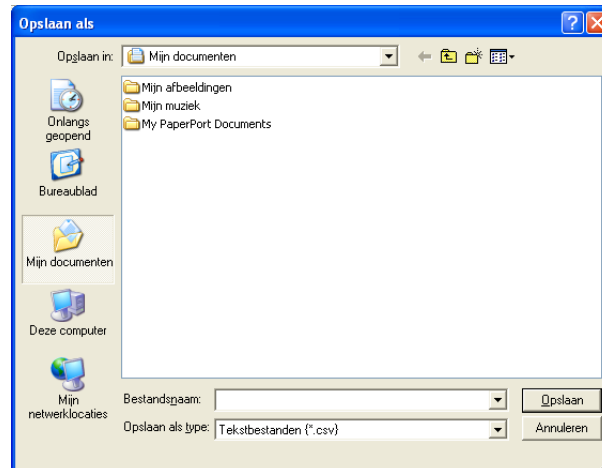 Opslaan als
Opslaan in: Mijn documenten
Mijn afbeeldingen
Mijn muziek
My PaperPort Documents
Onlangs
geopend
Bureaublad
Mijn documenten
Deze computer
Mijn
netwerklocaties
Bestandsnaam: Opslaan
Opslaan als type: Tekstbestanden {*.csv} Annuleren